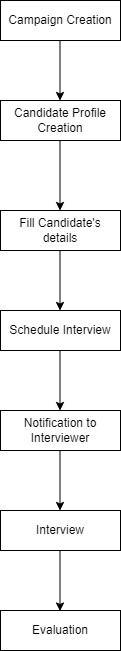 Campaign Creation
Candidate Profile
Creation
Fill Candidate's
details
Schedule Interview
Notification to
Interviewer
Interview
Evaluation